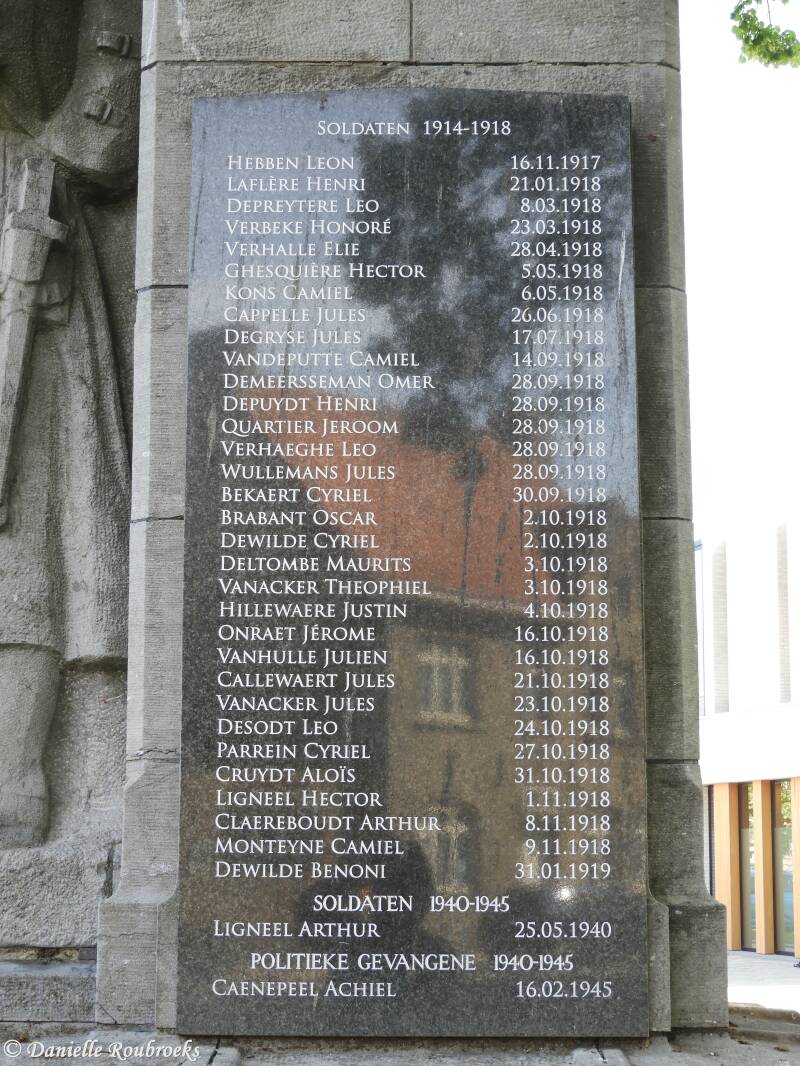 SOLDATEN 1914-1918
HEBBEN LEON 16.11.1917
LAFLÈRE HENRI 21.01.1918
DEPREYTERE LEO 8.03.1918
VERBEKE HONORÉ 23.03.1918
VERHALLE ELIE 28.04.1918
GHESQUIÈRE HECTOR 5.05.1918
KONS CAMIEL 6.05.1918
CAPPELLE JULES 26.06.1918
DEGRYSE JULES 17.07.1918
VANDEPUTTE CAMIEL 14.09.1918
DEMEERSSEMAN OMER 28.09.1918
DEPUYDT HENRI 28.09.1918
QUARTIER JEROOM 28.09.1918
VERHAEGHE LEO 28.09.1918
WULLEMANS JULES 28.09.1918
BEKAERT CYRIEL 30.09.1918
BRABANT OSCAR 2.10.1918
DEWILDE CYRIEL 2.10.1918
DELTOMBE MAURITS 3.10.1918
VANACKER THEOPHIEL 3.10.1918
HILLEWAERE JUSTIN 4.10.1918
ONRAET JÉROME 16.10.1918
VANHULLE JULIEN 16.10.1918
CALLEWAERT JULES 21.10.1918
VANACKER JULES 23.10.1918
DESODT LEO 24.10.1918
PARREIN CYRIEL 27.10.1918
CRUYDT ALOÏS 31.10.1918
LIGNEEL HECTOR 1.11.1918
CLAEREBOUDT ARTHUR 8.11.1918
MONTEYNE CAMIEL 9.11.1918
DEWILDE BENONI 31.01.1919
SOLDATEN 1940-1945
LIGNEEL ARTHUR 25.05.1940
POLITIEKE GEVANGENE 1940-1945
CAENEPEEL ACHIEL 16.02.1945
© Danielle Roubroeks